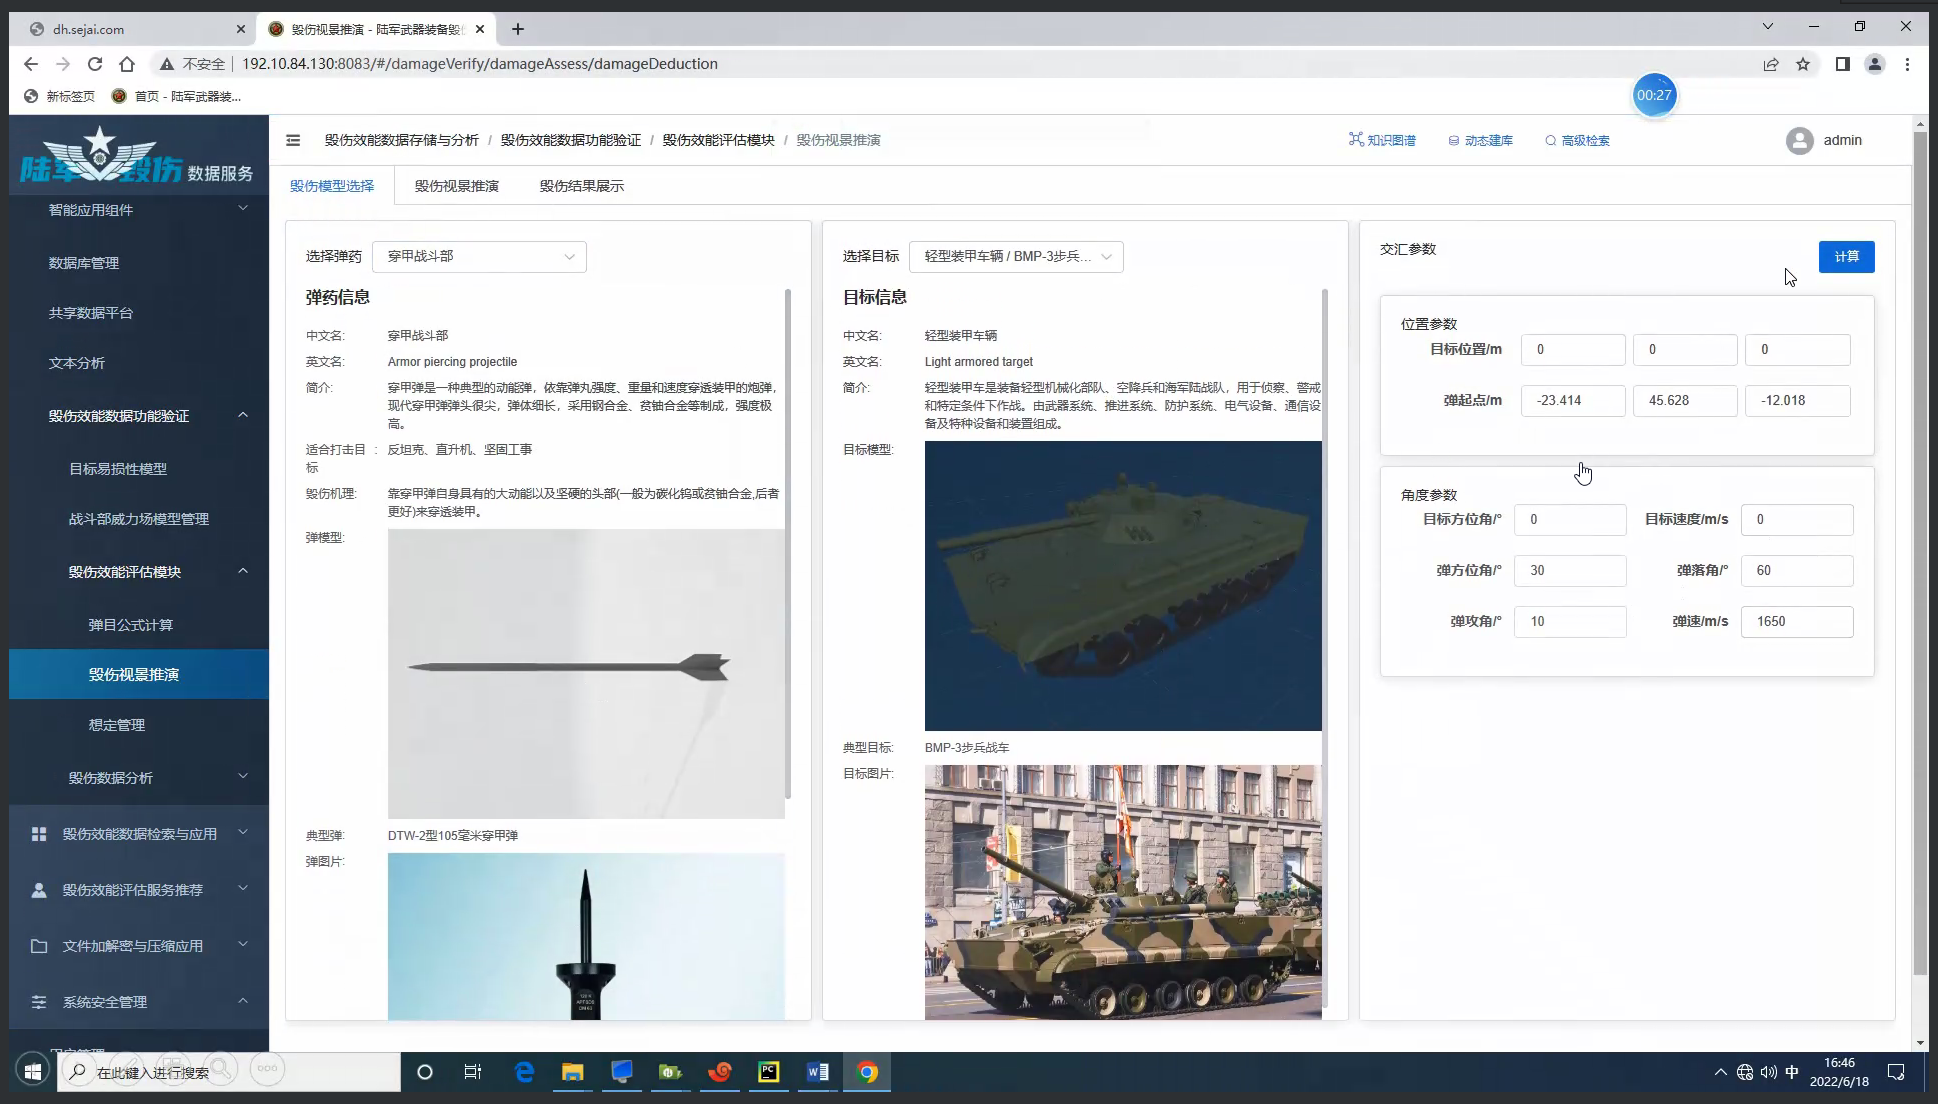 dh.sejai.com
毁伤视景推演 - 陆军武器装备毁伤
不安全
192.10.84.130:8083/#/damageVerify/damageAssess/damageDeduction
新标签页
首页 - 陆军武器装...
00:27
陆军 毁伤 数据服务
毁伤效能数据存储与分析 / 毁伤效能数据功能验证 / 毁伤效能评估模块 / 毁伤视景推演
知识图谱
动态建库
高级检索
admin
智能应用组件
数据库管理
共享数据平台
文本分析
毁伤效能数据功能验证
目标易损性模型
战斗部威力场模型管理
毁伤效能评估模块
弹目公式计算
毁伤视景推演
想定管理
毁伤数据分析
毁伤效能数据检索与应用
毁伤效能评估服务推荐
文件加解密与压缩应用
系统安全管理
毁伤模型选择
毁伤视景推演
毁伤结果展示
选择弹药 穿甲战斗部
弹药信息
中文名: 穿甲战斗部
英文名: Armor piercing projectile
简介: 穿甲弹是一种典型的动能弹，依靠弹丸强度、重量和速度穿透装甲的炮弹，
现代穿甲弹弹头很尖，弹体细长，采用钢合金、贫铀合金等制成，强度极
高。
适合打击目标: 反坦克、直升机、坚固工事
毁伤机理: 靠穿甲弹自身具有的大动能以及坚硬的头部(一般为碳化钨或贫铀合金,后者
更好)来穿透装甲。
弹模型:
典型弹: DTW-2型105毫米穿甲弹
弹图片:
选择目标 轻型装甲车辆 / BMP-3步兵...
目标信息
中文名: 轻型装甲车辆
英文名: Light armored target
简介: 轻型装甲车是装备轻型机械化部队、空降兵和海军陆战队，用于侦察、警戒
和特定条件下作战。由武器系统、推进系统、防护系统、电气设备、通信设
备及特种设备和装置组成。
目标模型:
典型目标: BMP-3步兵战车
目标图片:
交汇参数
计算
位置参数
目标位置/m 0 0 0
弹起点/m -23.414 45.628 -12.018
角度参数
目标方位角/° 0 目标速度/m/s 0
弹方位角/° 30 弹落角/° 60
弹攻角/° 10 弹速/m/s 1650
在此键入进行搜索
中
16:46
2022/6/18